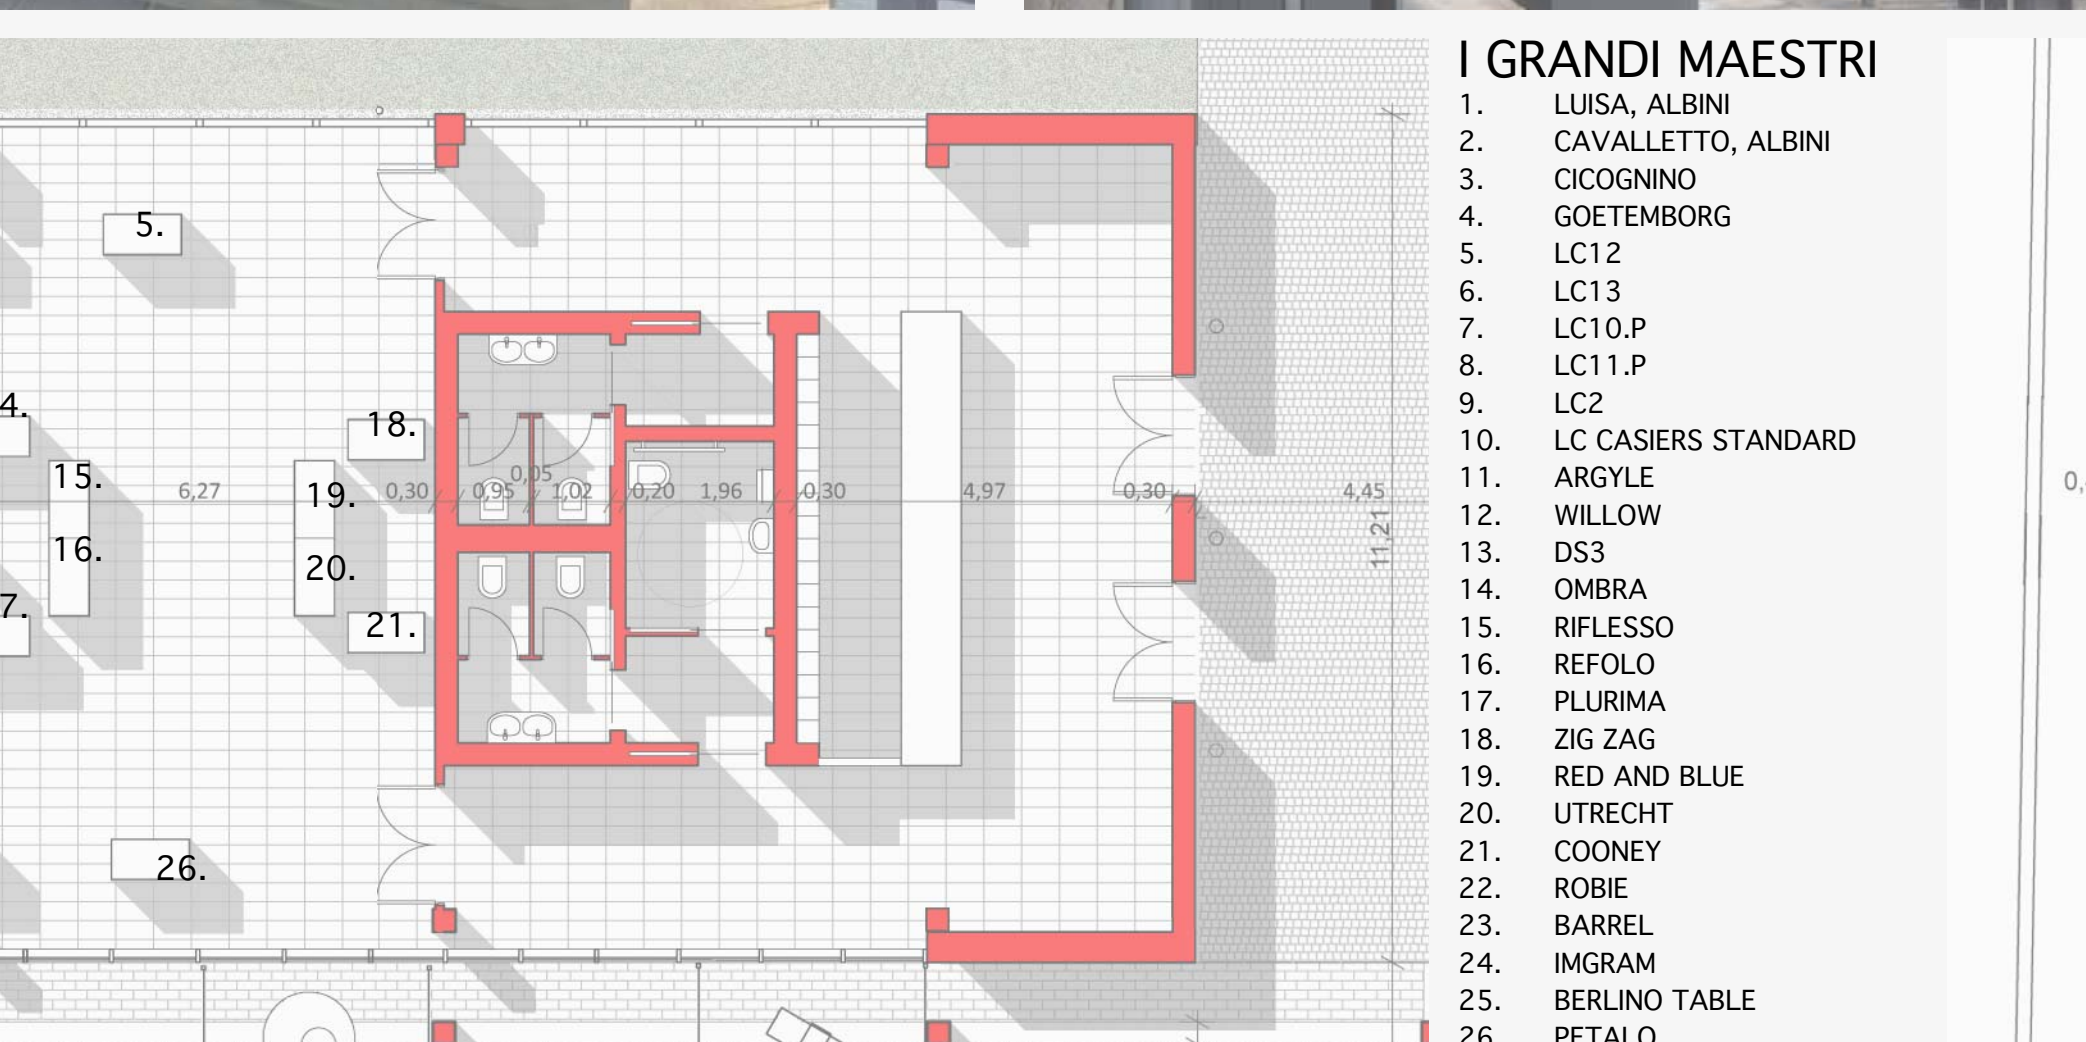 I GRANDI MAESTRI
1. LUISA, ALBINI
2. CAVALLETTO, ALBINI
3. CICOGNINO
4. GOETEMBORG
5. LC12
6. LC13
7. LC10.P
8. LC11.P
9. LC2
10. LC CASIERS STANDARD
11. ARGYLE
12. WILLOW
13. DS3
14. OMBRA
15. RIFLESSO
16. REFOLO
17. PLURIMA
18. ZIG ZAG
19. RED AND BLUE
20. UTRECHT
21. COONEY
22. ROBIE
23. BARREL
24. IMGRAM
25. BERLINO TABLE
26. PETALO
5.
4.
18.
15.
0,05
6,27
19.
0,30
0,95
1,02
0,20
1,96
0,30
4,97
0,30
4,45
11,21
16.
20.
7.
21.
26.